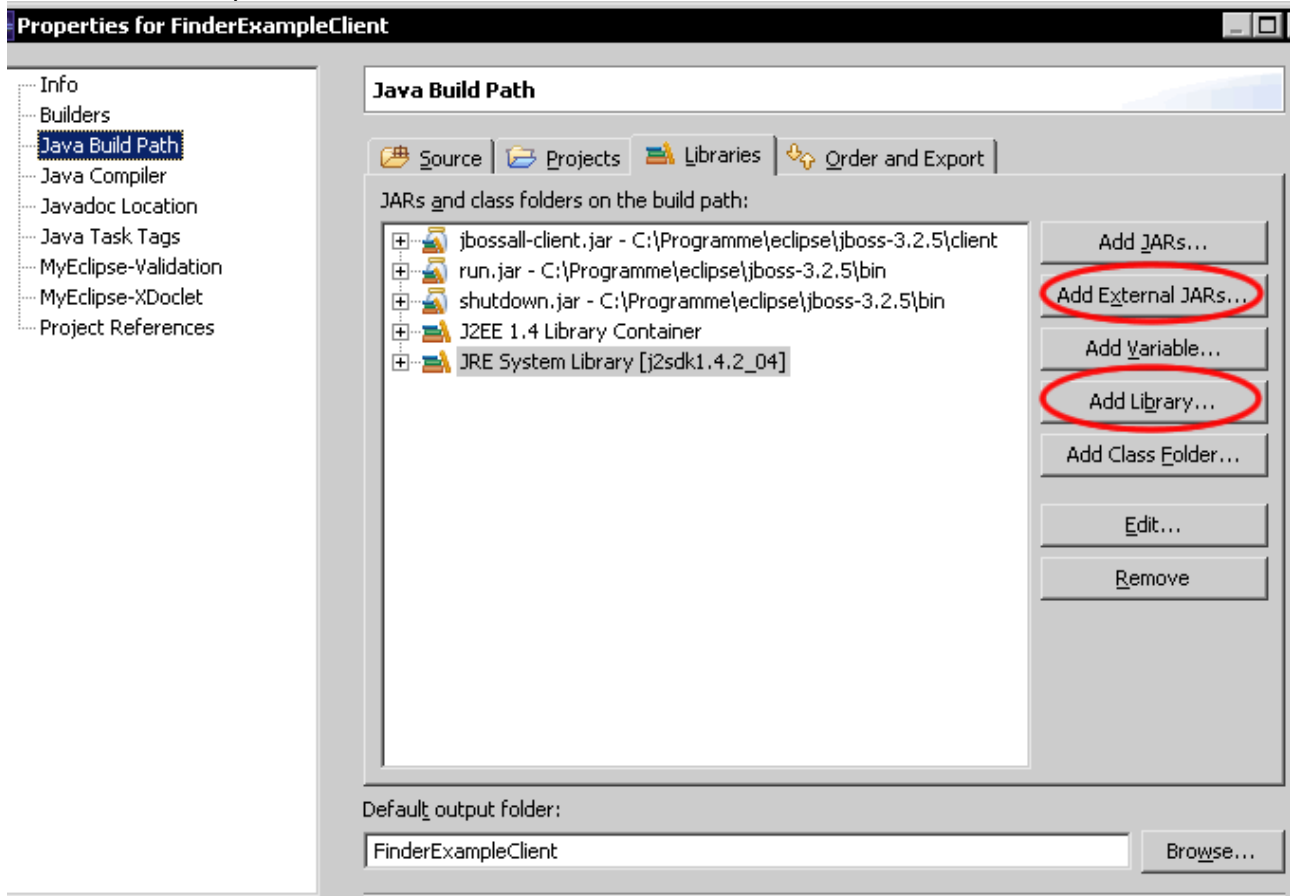 Properties for FinderExampleClient
Info
Builders
Java Build Path
Java Compiler
Javadoc Location
Java Task Tags
MyEclipse-Validation
MyEclipse-XDoclet
Project References
Java Build Path
Source Projects Libraries Order and Export
JARs and class folders on the build path:
jbossall-client.jar - C:\Programme\eclipse\jboss-3.2.5\client
run.jar - C:\Programme\eclipse\jboss-3.2.5\bin
shutdown.jar - C:\Programme\eclipse\jboss-3.2.5\bin
J2EE 1.4 Library Container
JRE System Library [j2sdk1.4.2_04]
Add JARs...
Add External JARs...
Add Variable...
Add Library...
Add Class Folder...
Edit...
Remove
Default output folder:
FinderExampleClient
Browse...